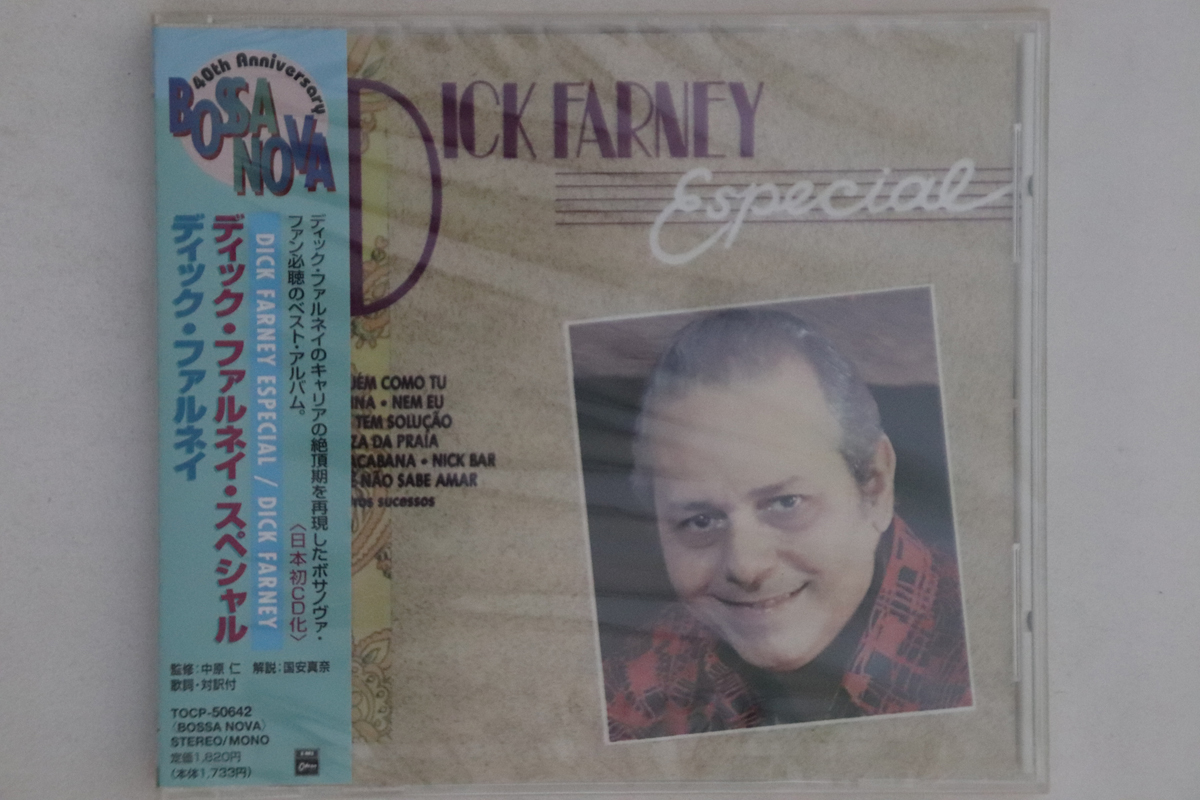 40th Anniversary
BOSSA
NOVA
ディック・ファルネイのキャリアの絶頂期を再現したボサノヴァ・
ファン必聴のベスト・アルバム。
〈日本初CD化〉
DICK FARNEY ESPECIAL / DICK FARNEY
ディック・ファルネイ・スペシャル
ディック・ファルネイ
監修:中原 仁 解説:国安真奈
歌詞・対訳付
TOCP-50642
〈BOSSA NOVA〉
STEREO/MONO
定価1,820円
(本体1,733円)
DICK FARNEY
Especial
UÉM COMO TU
INA • NEM EU
TEM SOLUÇÃO
ZA DA PRAIA
ACABANA • NICK BAR
E NÃO SABE AMAR
sucessos